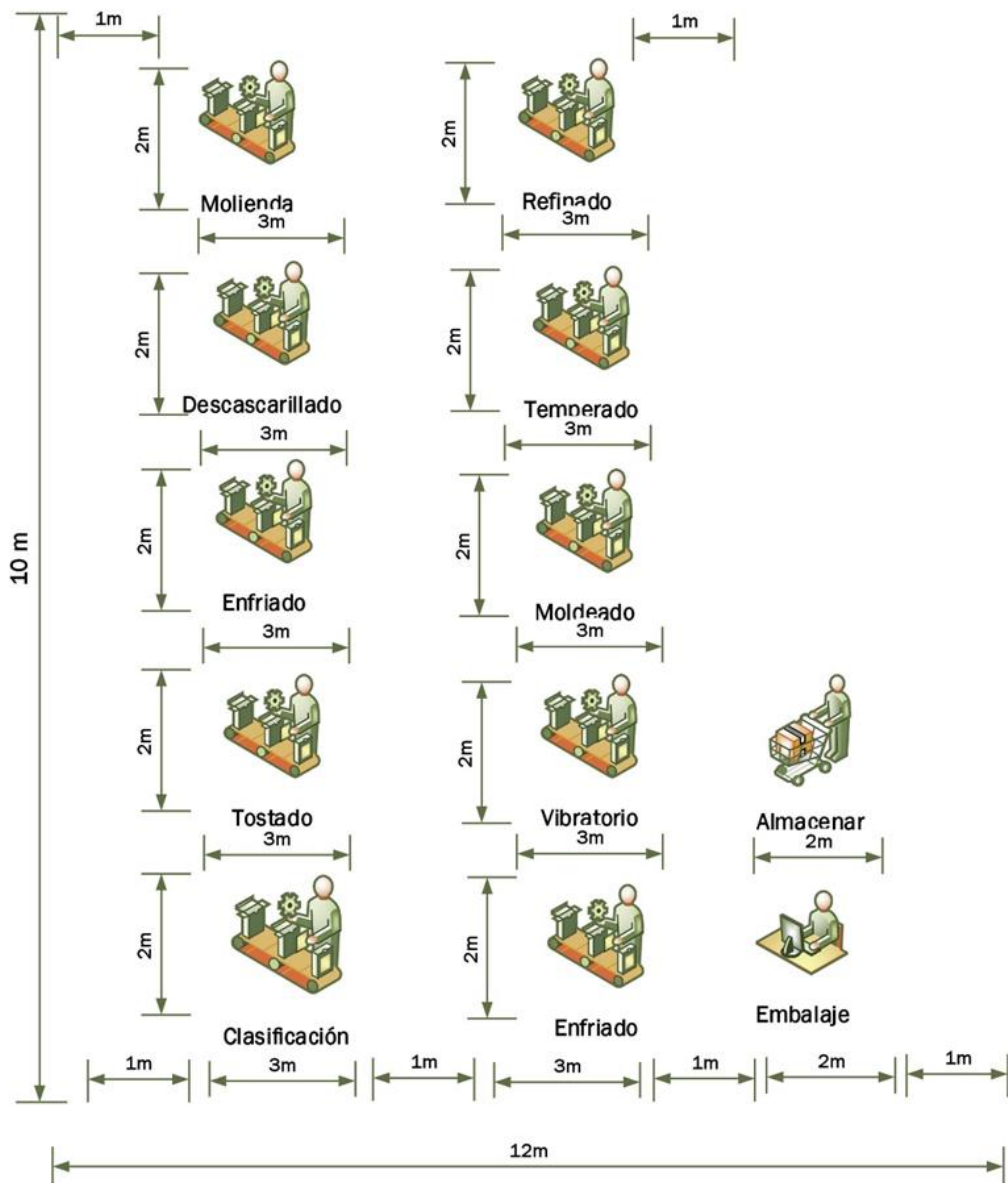 1m
1m
2m
2m
Molienda
Refinado
3m
3m
2m
2m
Descascarillado
Temperado
3m
3m
2m
2m
10 m
Enfriado
Moldeado
3m
3m
2m
2m
Tostado
Vibratorio
Almacenar
3m
3m
2m
2m
2m
Clasificación
Enfriado
Embalaje
1m
3m
1m
3m
1m
2m
1m
12m